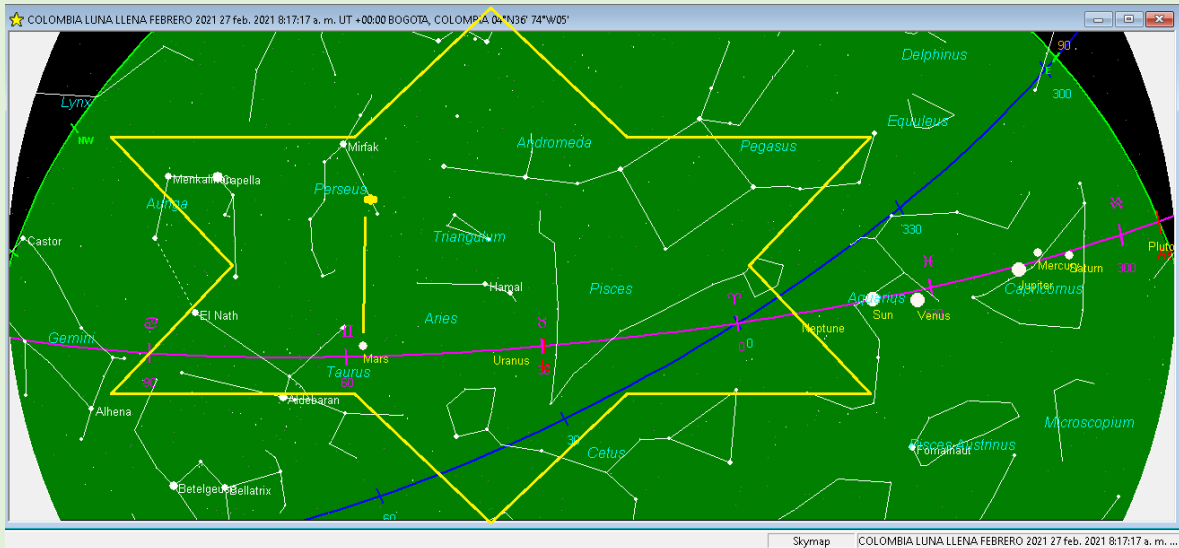 COLOMBIA LUNA LLENA FEBRERO 2021 27 feb. 2021 8:17:17 a. m. UT +00:00 BOGOTA, COLOMBIA 04°N36' 74°W05'
Delphinus
90
300
Lynx
NW
Equuleus
Andromeda
Pegasus
Mirfak
Menkalinan
Capella
Perseus
Auriga
330
Castor
Triangulum
Pluto
Mercury
Saturn
300
Hamal
Pisces
Jupiter
Capricornus
Aquarius
El Nath
Aries
Sun
Venus
Neptune
Gemini
0
0
Mars
Uranus
Taurus
90
60
30
Aldebaran
Alhena
30
Microscopium
Cetus
Pisces Austrinus
Fomalhaut
Betelgeuse
Bellatrix
60
Skymap
COLOMBIA LUNA LLENA FEBRERO 2021 27 feb. 2021 8:17:17 a. m. ...